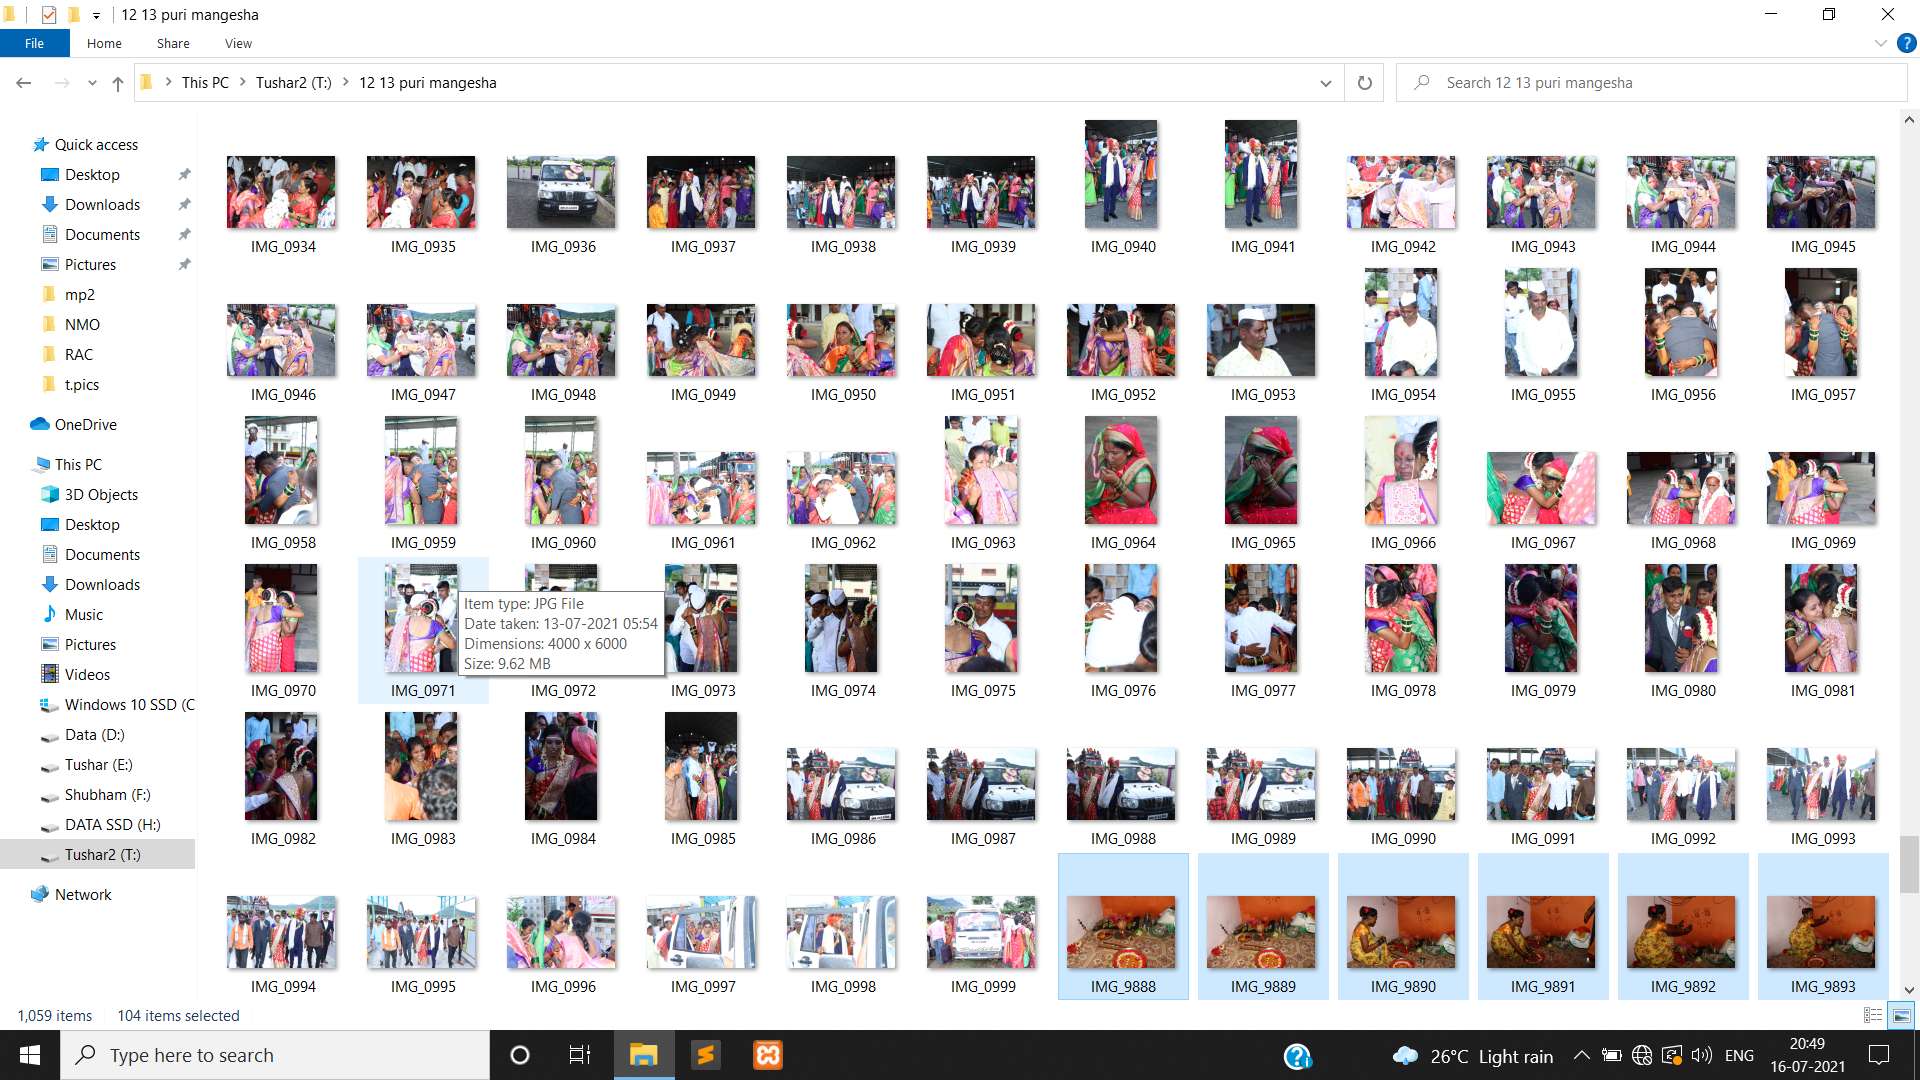 12 13 puri mangesha
File Home Share View
This PC Tushar2 (T:) 12 13 puri mangesha
Search 12 13 puri mangesha
Quick access
Desktop
Downloads
Documents
Pictures
mp2
NMO
RAC
t.pics
OneDrive
This PC
3D Objects
Desktop
Documents
Downloads
Music
Pictures
Videos
Windows 10 SSD (C
Data (D:)
Tushar (E:)
Shubham (F:)
DATA SSD (H:)
Tushar2 (T:)
Network
IMG_0934 IMG_0935 IMG_0936 IMG_0937 IMG_0938 IMG_0939 IMG_0940 IMG_0941 IMG_0942 IMG_0943 IMG_0944 IMG_0945
IMG_0946 IMG_0947 IMG_0948 IMG_0949 IMG_0950 IMG_0951 IMG_0952 IMG_0953 IMG_0954 IMG_0955 IMG_0956 IMG_0957
IMG_0958 IMG_0959 IMG_0960 IMG_0961 IMG_0962 IMG_0963 IMG_0964 IMG_0965 IMG_0966 IMG_0967 IMG_0968 IMG_0969
Item type: JPG File
Date taken: 13-07-2021 05:54
Dimensions: 4000 x 6000
Size: 9.62 MB
IMG_0970 IMG_0971 IMG_0972 IMG_0973 IMG_0974 IMG_0975 IMG_0976 IMG_0977 IMG_0978 IMG_0979 IMG_0980 IMG_0981
IMG_0982 IMG_0983 IMG_0984 IMG_0985 IMG_0986 IMG_0987 IMG_0988 IMG_0989 IMG_0990 IMG_0991 IMG_0992 IMG_0993
IMG_0994 IMG_0995 IMG_0996 IMG_0997 IMG_0998 IMG_0999 IMG_9888 IMG_9889 IMG_9890 IMG_9891 IMG_9892 IMG_9893
1,059 items 104 items selected
Type here to search
26°C Light rain
ENG
20:49
16-07-2021